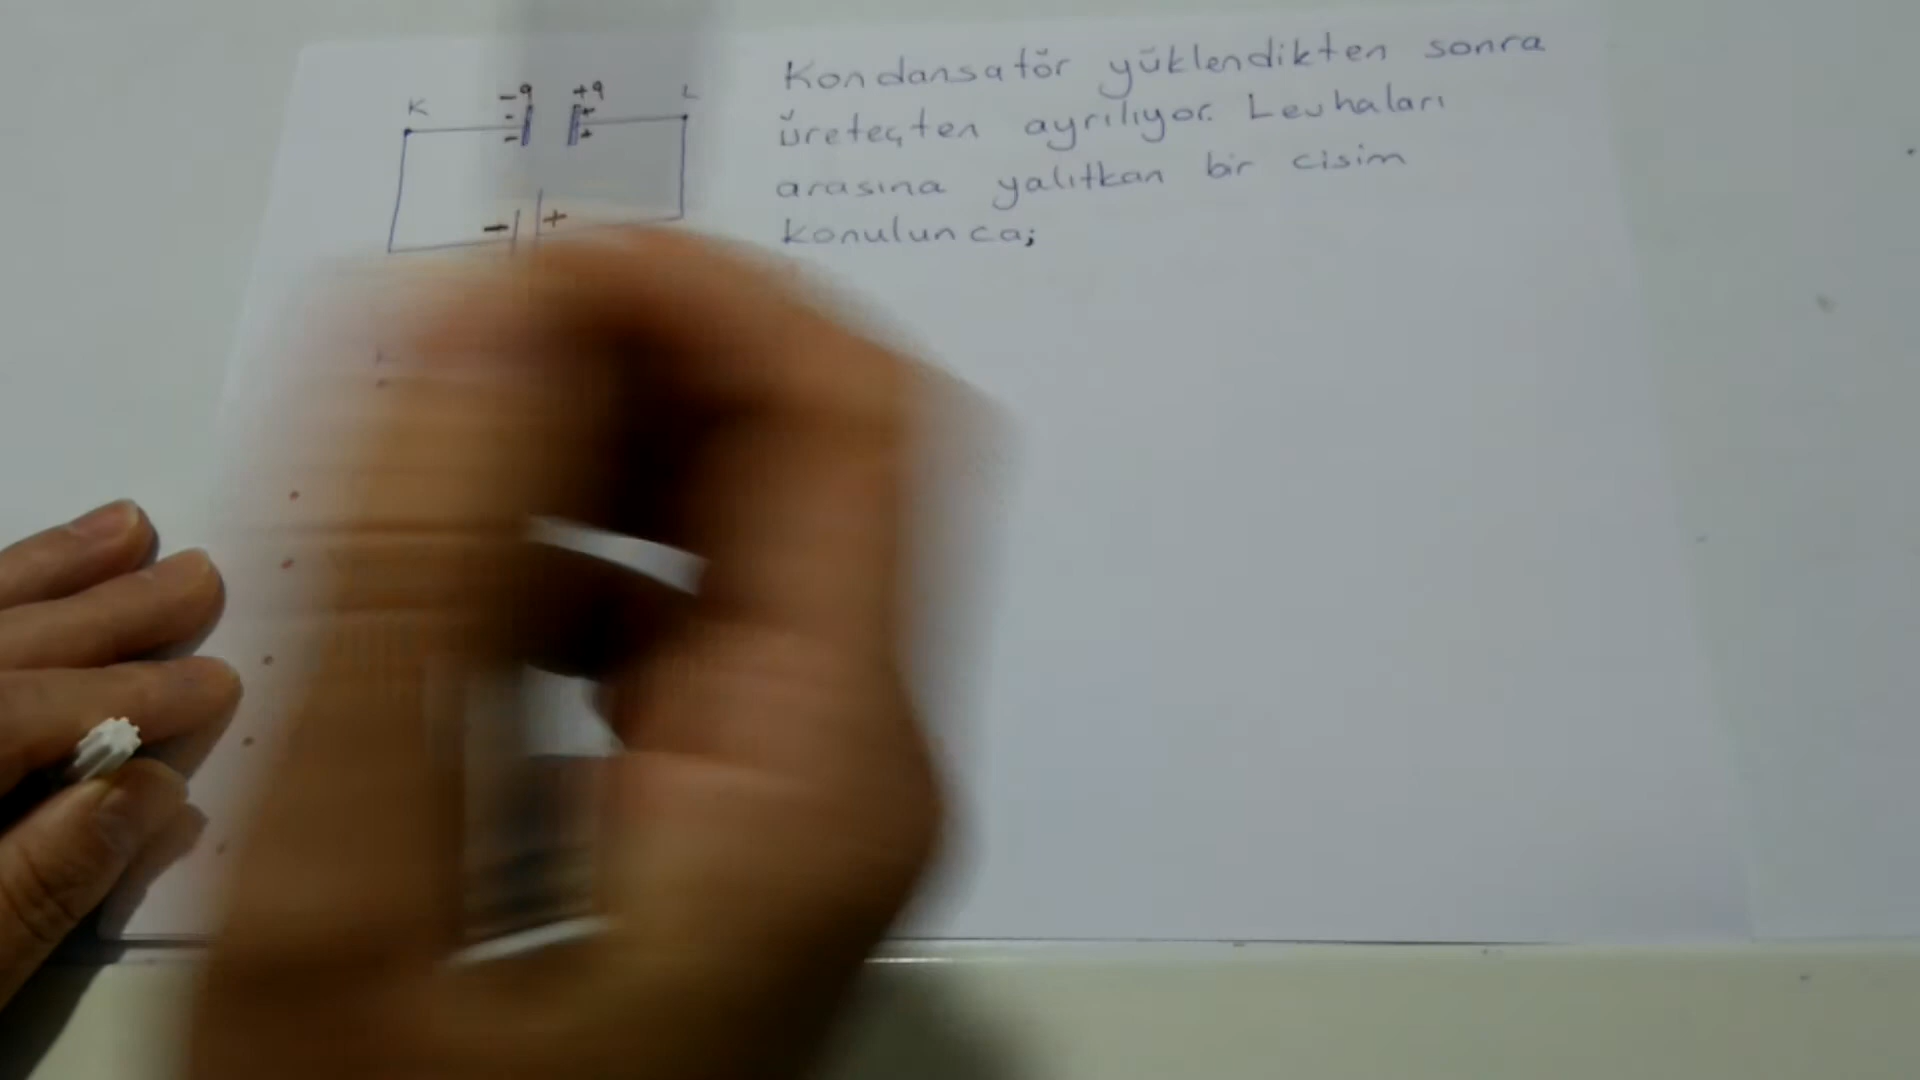 K
-q +q
L
- +
Kondansatör yüklendikten sonra
üreteçten ayrılıyor. Levhaları
arasına yalıtkan bir cisim
konulunca;